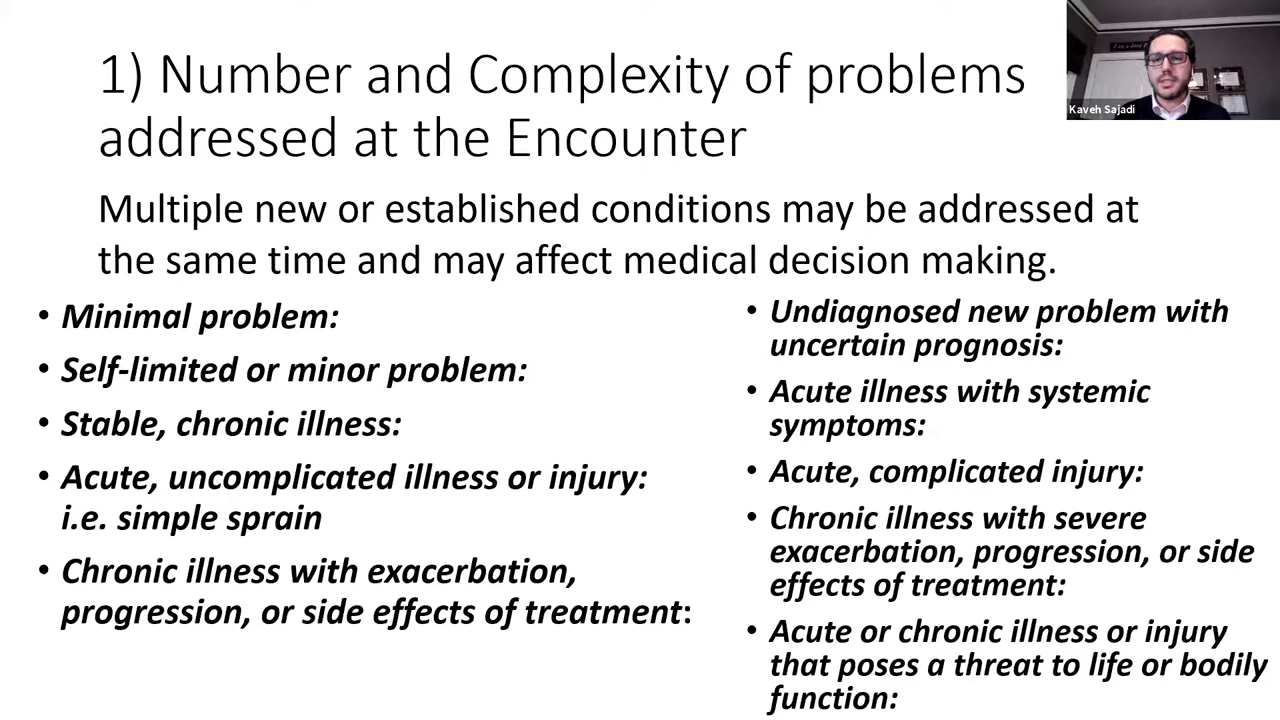 1) Number and Complexity of problems
addressed at the Encounter
Kaveh Sajadi
Multiple new or established conditions may be addressed at
the same time and may affect medical decision making.
• Minimal problem:
• Self-limited or minor problem:
• Stable, chronic illness:
• Acute, uncomplicated illness or injury:
i.e. simple sprain
• Chronic illness with exacerbation,
progression, or side effects of treatment:
• Undiagnosed new problem with
uncertain prognosis:
• Acute illness with systemic
symptoms:
• Acute, complicated injury:
• Chronic illness with severe
exacerbation, progression, or side
effects of treatment:
• Acute or chronic illness or injury
that poses a threat to life or bodily
function: